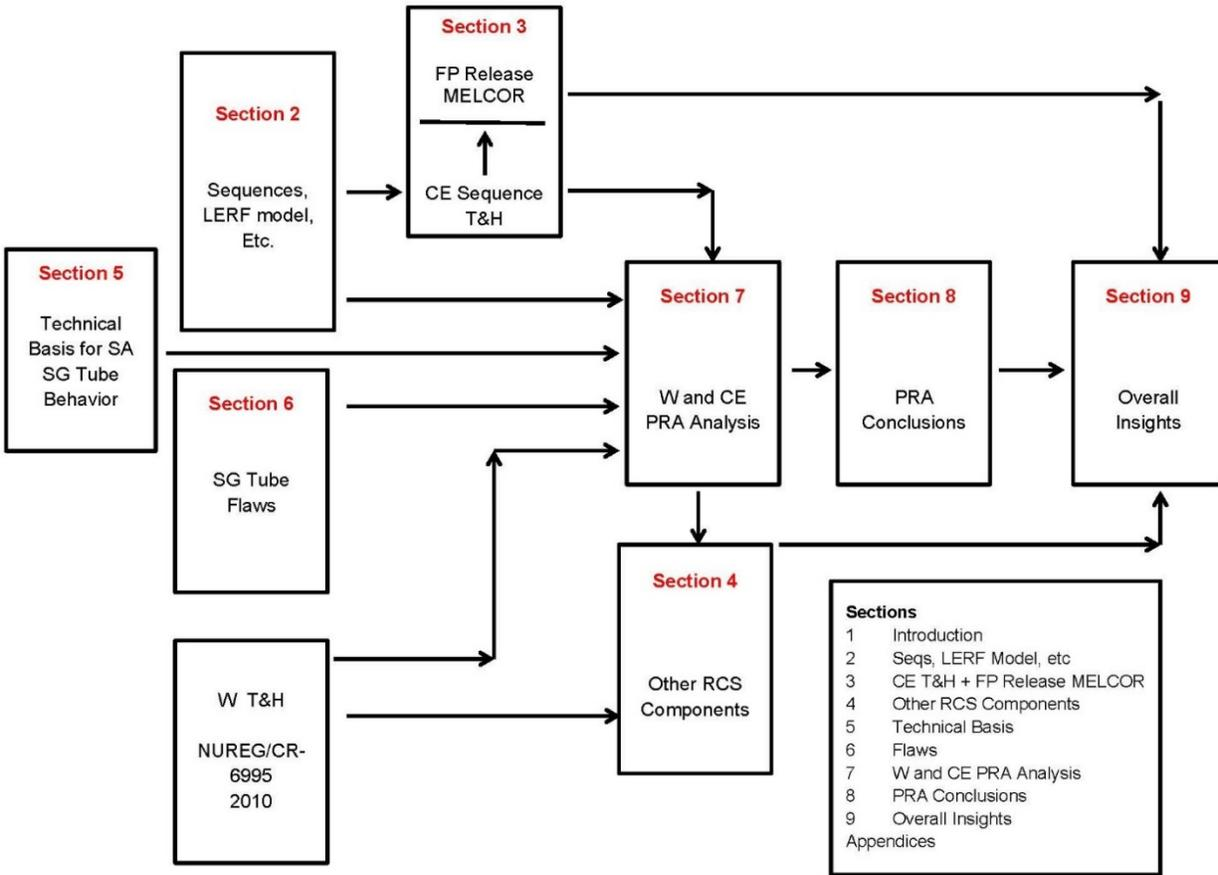 Section 3
FP Release
MELCOR
CE Sequence
T&H
Section 2
Sequences,
LERF model,
Etc.
Section 5
Technical
Basis for SA
SG Tube
Behavior
Section 6
SG Tube
Flaws
W T&H
NUREG/CR-
6995
2010
Section 7
W and CE
PRA Analysis
Section 8
PRA
Conclusions
Section 9
Overall
Insights
Section 4
Other RCS
Components
Sections
1 Introduction
2 Seqs, LERF Model, etc
3 CE T&H + FP Release MELCOR
4 Other RCS Components
5 Technical Basis
6 Flaws
7 W and CE PRA Analysis
8 PRA Conclusions
9 Overall Insights
Appendices